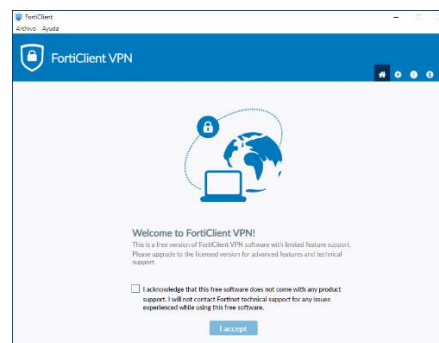 FortiClient
Archivo Ayuda
FortiClient VPN
Welcome to FortiClient VPN!
This is a free version of FortiClient VPN software with limited feature support.
Please upgrade to the licensed version for advanced features and technical
support.
I acknowledge that this free software does not come with any product
support. I will not contact Fortinet technical support for any issues
experienced while using this free software.
I accept